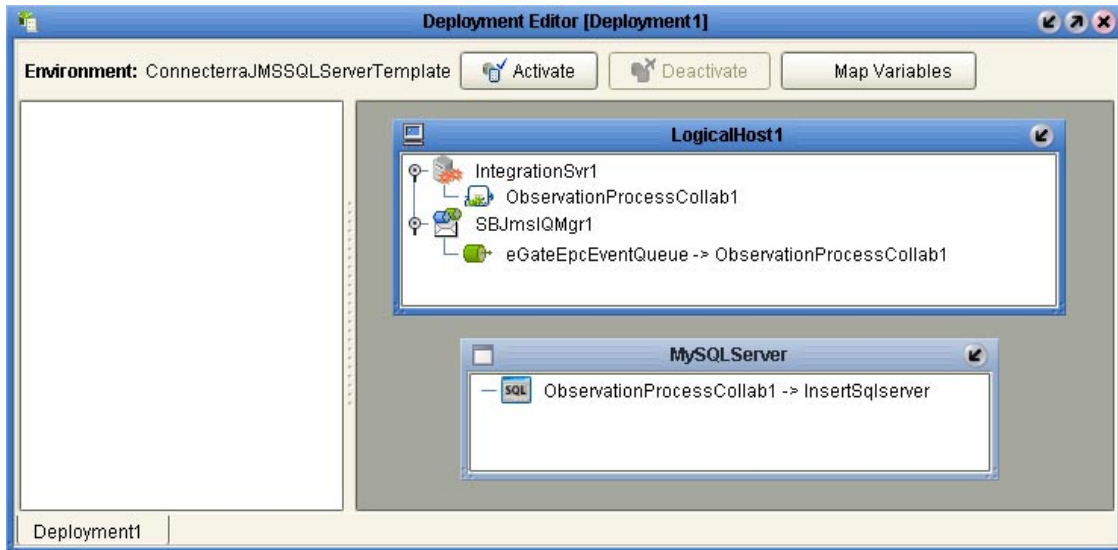 Deployment Editor [Deployment1]
Environment: ConnecterraJMSSQLServerTemplate Activate Deactivate Map Variables
LogicalHost1
IntegrationSvr1
ObservationProcessCollab1
SBJmsIQMgr1
eGateEpcEventQueue -> ObservationProcessCollab1
MySQLServer
SQL ObservationProcessCollab1 -> InsertSqlserver
Deployment1